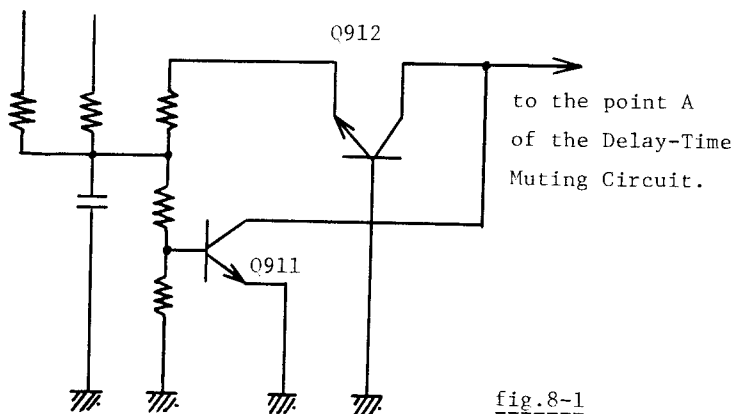 Q912
to the point A
of the Delay-Time
Muting Circuit.
Q911
fig.8-1